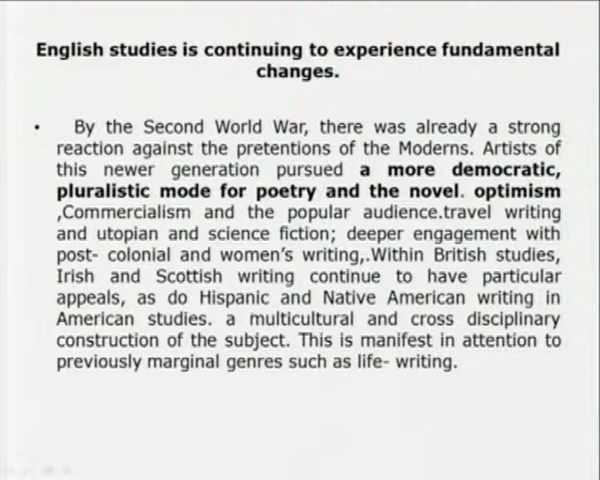 English studies is continuing to experience fundamental
changes.
• By the Second World War, there was already a strong
reaction against the pretentions of the Moderns. Artists of
this newer generation pursued a more democratic,
pluralistic mode for poetry and the novel. optimism
,Commercialism and the popular audience.travel writing
and utopian and science fiction; deeper engagement with
post- colonial and women's writing,.Within British studies,
Irish and Scottish writing continue to have particular
appeals, as do Hispanic and Native American writing in
American studies. a multicultural and cross disciplinary
construction of the subject. This is manifest in attention to
previously marginal genres such as life- writing.